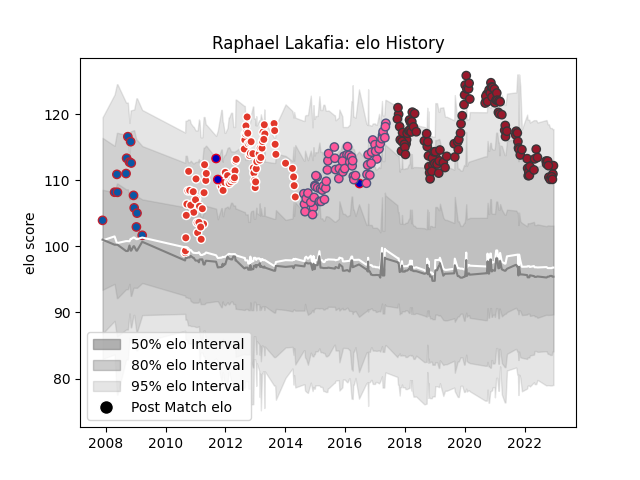 Raphael Lakafia: elo History
elo score
120
110
100
90
80
50% elo Interval
80% elo Interval
95% elo Interval
Post Match elo
2008 2010 2012 2014 2016 2018 2020 2022